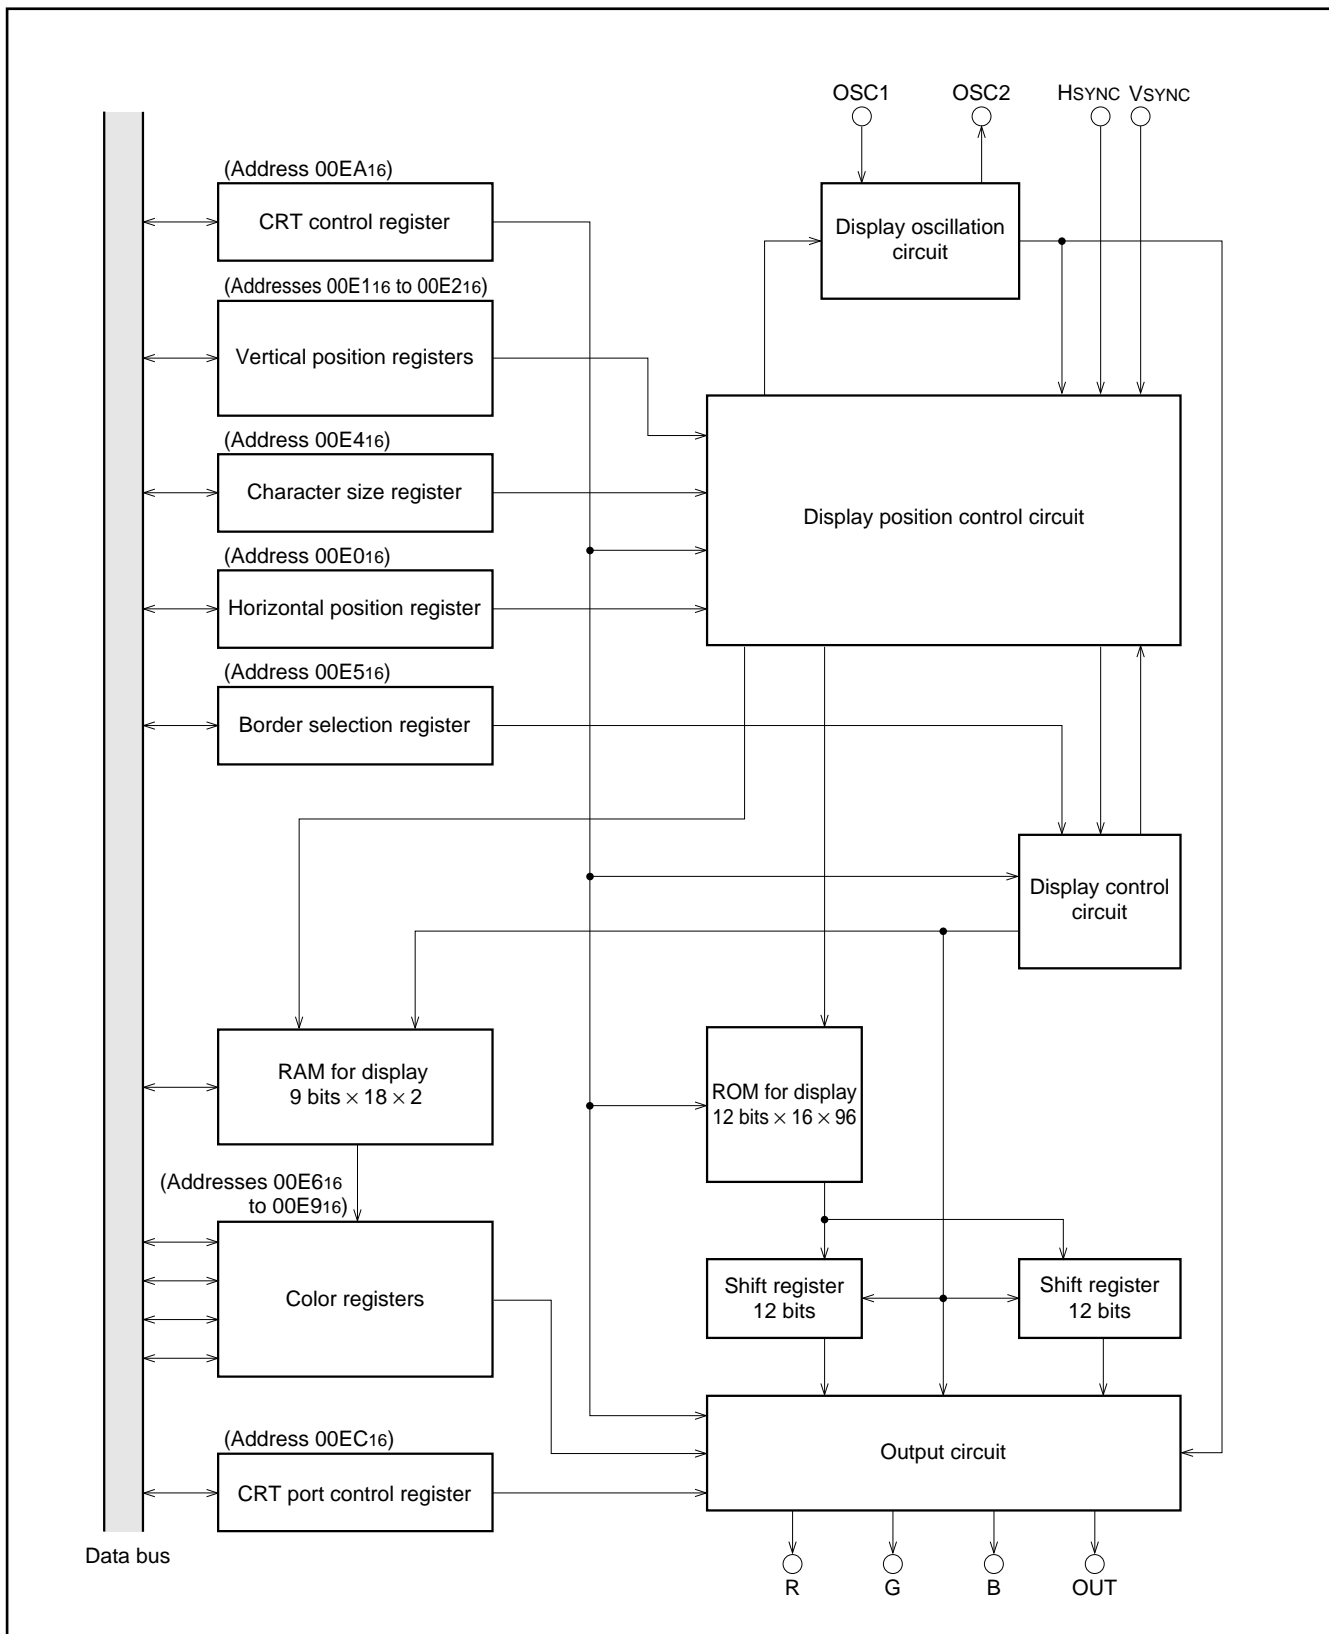 OSC1 OSC2 HSYNC VSYNC
(Address 00EA16)
CRT control register
Display oscillation
circuit
(Addresses 00E116 to 00E216)
Vertical position registers
(Address 00E416)
Character size register
Display position control circuit
(Address 00E016)
Horizontal position register
(Address 00E516)
Border selection register
Display control
circuit
RAM for display
9 bits × 18 × 2
ROM for display
12 bits × 16 × 96
(Addresses 00E616
to 00E916)
Color registers
Shift register
12 bits
Shift register
12 bits
(Address 00EC16)
CRT port control register
Output circuit
Data bus
R G B OUT